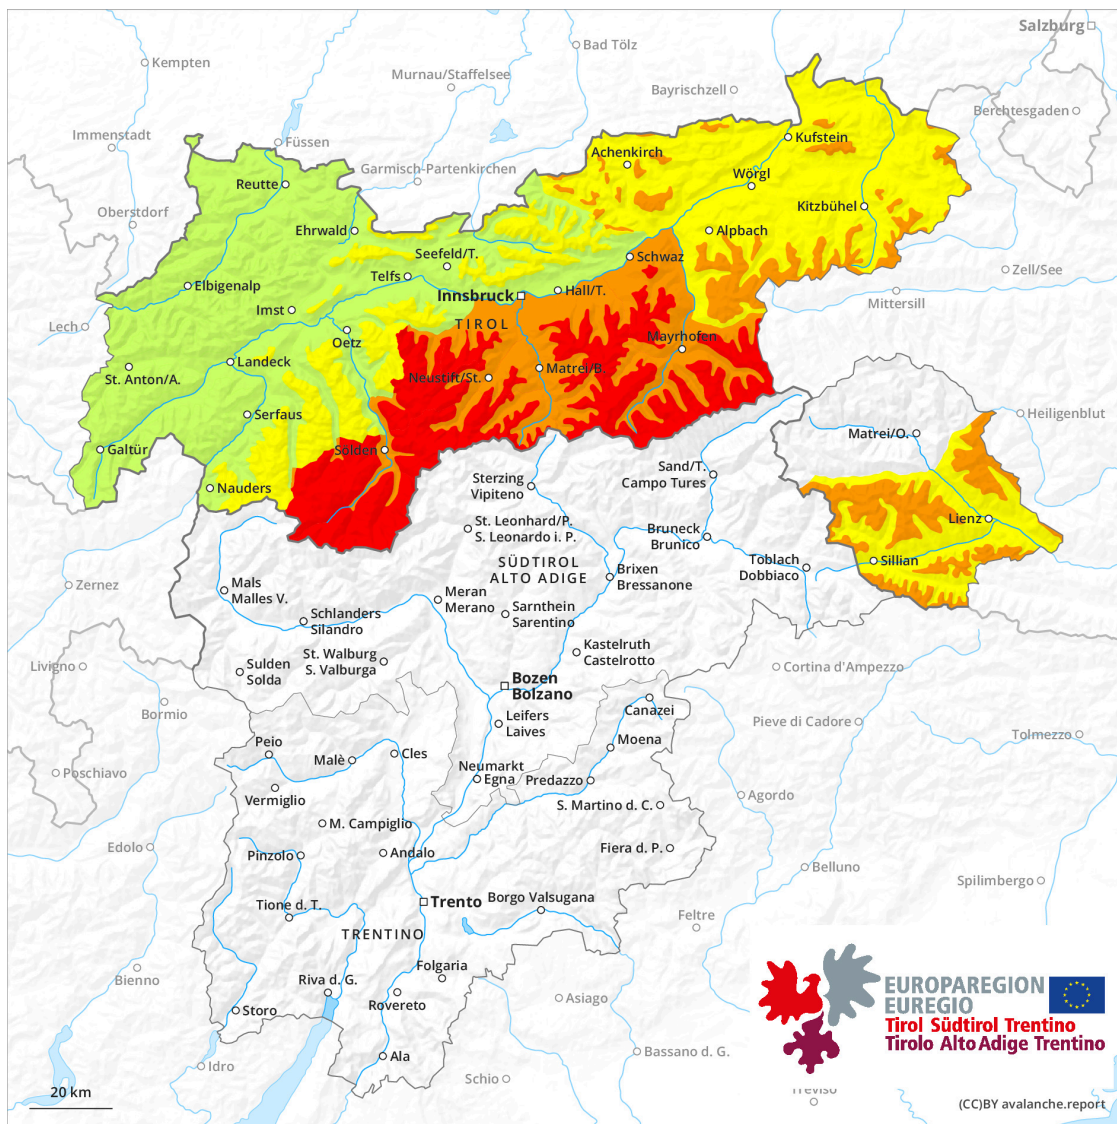 Salzburg
Bad Tölz
Kempten
Murnau/Staffelsee
Bayrischzell
Berchtesgaden
Immenstadt
Füssen
Kufstein
Achenkirch
Garmisch-Partenkirchen
Wörgl
Reutte
Kitzbühel
Oberstdorf
Ehrwald
Alpbach
Seefeld/T.
Schwaz
Telfs
Zell/See
Elbigenalp
Innsbruck
Hall/T.
Mittersill
Imst
Lech
TIROL
Oetz
Mayrhofen
Landeck
St. Anton/A.
Neustift/St.
Matrei/B.
Serfaus
Heiligenblut
Matrei/O.
Galtür
Sölden
Nauders
Sterzing
Vipiteno
Sand/T.
Campo Tures
St. Leonhard/P.
S. Leonardo i. P.
Lienz
Bruneck
Brunico
SÜDTIROL
ALTO ADIGE
Toblach
Dobbiaco
Sillian
Brixen
Bressanone
Zernez
Mals
Malles V.
Meran
Merano
Schlanders
Silandro
Sarnthein
Sarentino
Livigno
Sulden
Solda
St. Walburg
S. Valburga
Kastelruth
Castelrotto
Cortina d'Ampezzo
Bozen
Bolzano
Bormio
Leifers
Laives
Canazei
Pieve di Cadore
Tolmezzo
Peio
Malè
Cles
Moena
Poschiavo
Neumarkt
Egna
Predazzo
Vermiglio
S. Martino d. C.
Agordo
M. Campiglio
Edolo
Pinzolo
Andalo
Fiera d. P.
Belluno
Spilimbergo
Tione d. T.
Trento
Borgo Valsugana
Feltre
TRENTINO
Folgaria
Bienno
Riva d. G.
Rovereto
Asiago
Storo
EUROPAREGION
EUREGIO
Tirol Südtirol Trentino
Tirolo Alto Adige Trentino
Idro
Ala
Bassano d. G.
Schio
Treviso
20 km
(CC)BY avalanche.report